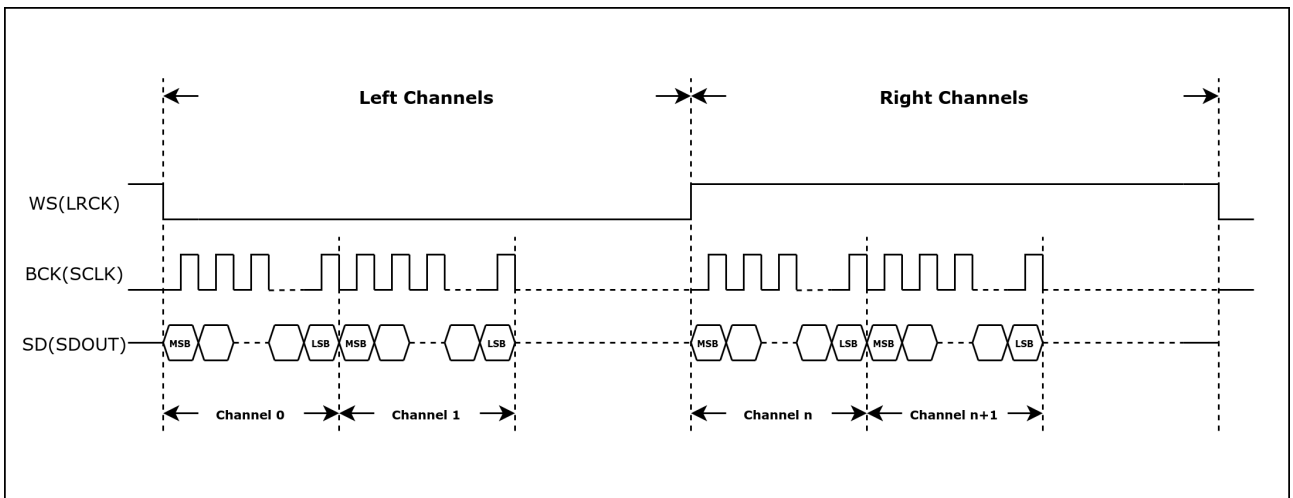 Left Channels Right Channels
WS(LRCK)
BCK(SCLK)
SD(SDOUT) MSB LSB MSB LSB MSB LSB MSB LSB
Channel 0 Channel 1 Channel n Channel n+1